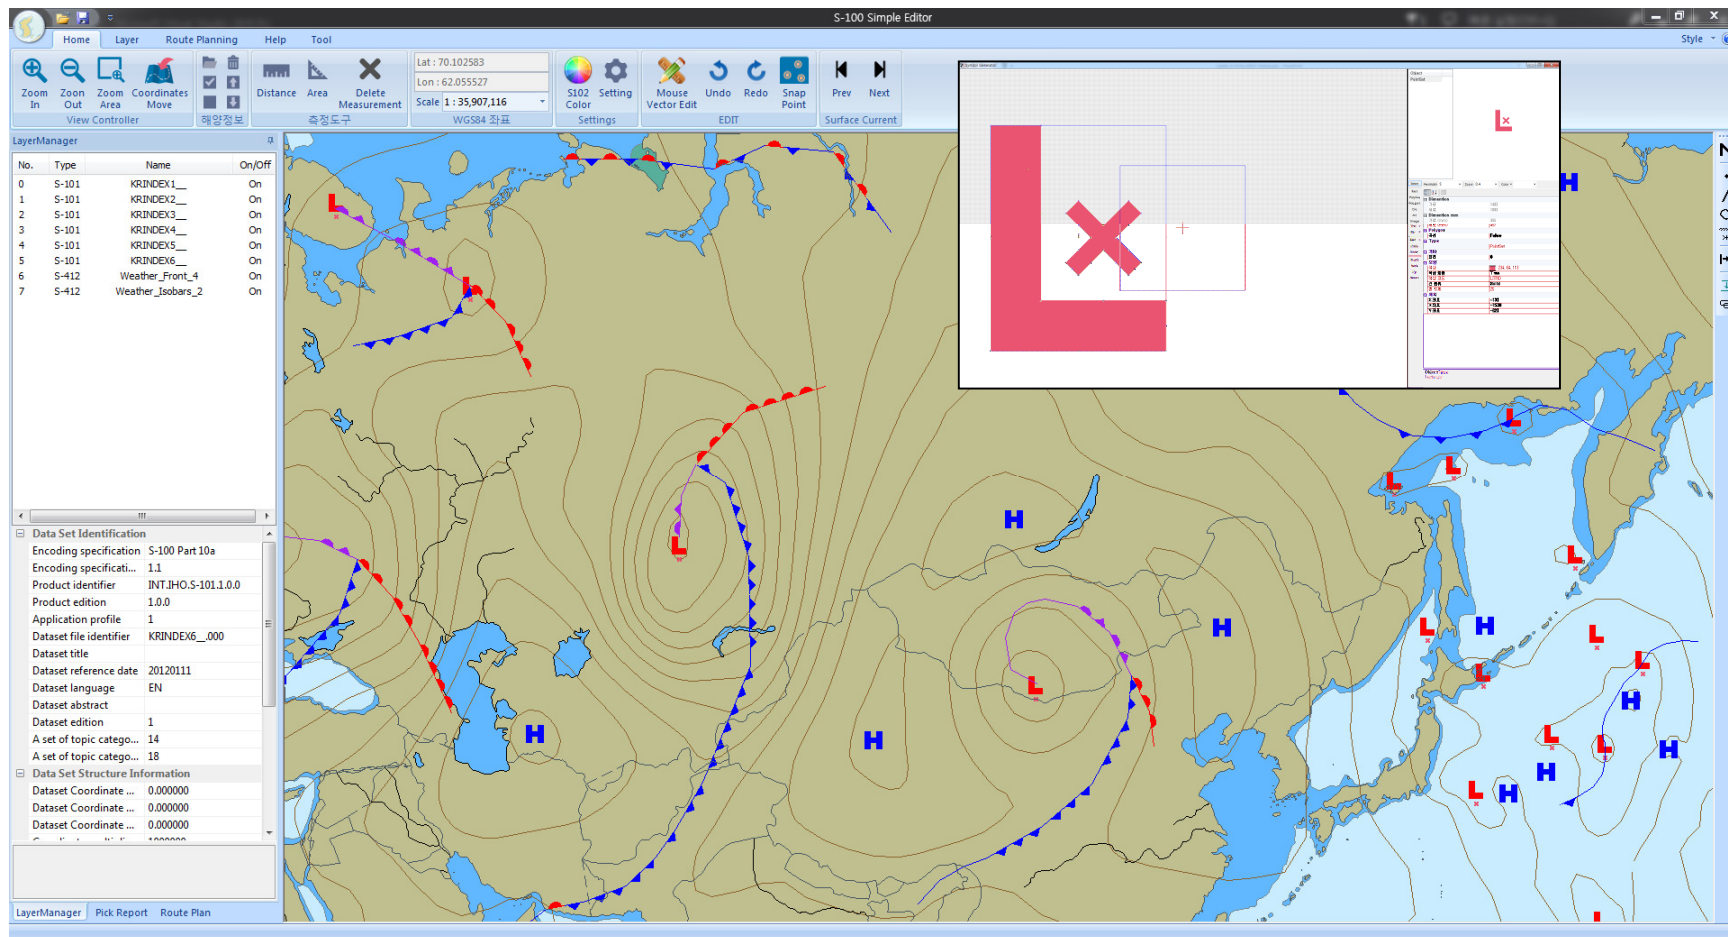 S-100 Simple Editor
Home Layer Route Planning Help Tool
Style
Zoom In
Zoon Out
Zoom Area
Coordinates Move
View Controller
해양정보
Distance
Area
Delete Measurement
측정도구
Lat : 70.102583
Lon : 62.055527
Scale 1 : 35,907,116
WGS84 좌표
S102 Color
Setting
Settings
Mouse Vector Edit
Undo
Redo
Snap Point
EDIT
Prev
Next
Surface Current
LayerManager
No. Type Name On/Off
0 S-101 KRINDEX1__ On
1 S-101 KRINDEX2__ On
2 S-101 KRINDEX3__ On
3 S-101 KRINDEX4__ On
4 S-101 KRINDEX5__ On
5 S-101 KRINDEX6__ On
6 S-412 Weather_Front_4 On
7 S-412 Weather_Isobars_2 On
Data Set Identification
Encoding specification S-100 Part 10a
Encoding specificati... 1.1
Product identifier INT.IHO.S-101.1.0.0
Product edition 1.0.0
Application profile 1
Dataset file identifier KRINDEX6__.000
Dataset title
Dataset reference date 20120111
Dataset language EN
Dataset abstract
Dataset edition 1
A set of topic catego... 14
A set of topic catego... 18
Data Set Structure Information
Dataset Coordinate ... 0.000000
Dataset Coordinate ... 0.000000
Dataset Coordinate ... 0.000000
LayerManager Pick Report Route Plan
L
L
L
L
H
H
H
H
H
L
L
L
L
L
H
L
L
L
H
L
L
H
H
L
H